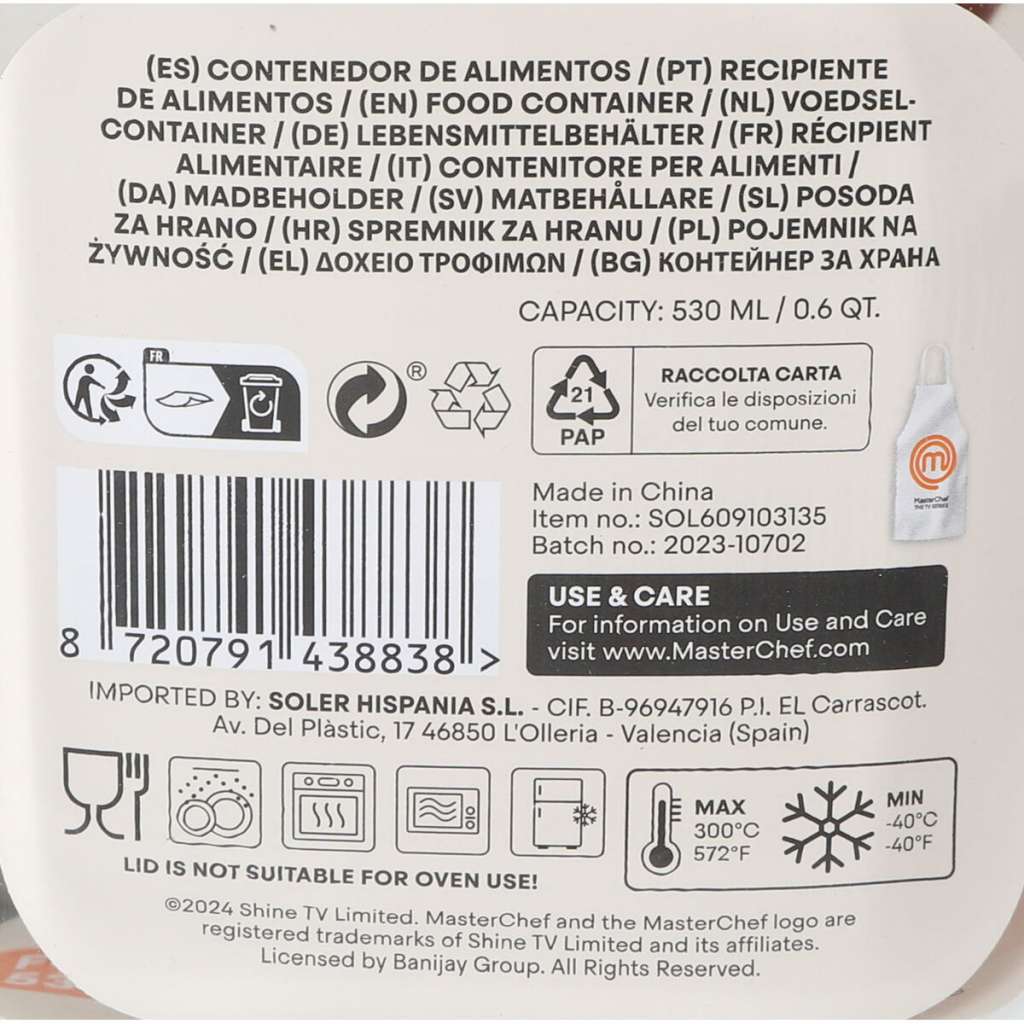 (ES) CONTENEDOR DE ALIMENTOS / (PT) RECIPIENTE
DE ALIMENTOS / (EN) FOOD CONTAINER / (NL) VOEDSEL-
CONTAINER / (DE) LEBENSMITTELBEHÄLTER / (FR) RÉCIPIENT
ALIMENTAIRE / (IT) CONTENITORE PER ALIMENTI /
(DA) MADBEHOLDER / (SV) MATBEHÅLLARE / (SL) POSODA
ZA HRANO / (HR) SPREMNIK ZA HRANU / (PL) POJEMNIK NA
ŻYWNOŚĆ / (EL) ΔΟΧΕΙΟ ΤΡΟΦΙΜΩΝ / (BG) КОНТЕЙНЕР ЗА ХРАНА
CAPACITY: 530 ML / 0.6 QT.
FR
®
21
PAP
RACCOLTA CARTA
Verifica le disposizioni
del tuo comune.
MasterChef
THE TV SERIES
Made in China
Item no.: SOL609103135
Batch no.: 2023-10702
USE & CARE
For information on Use and Care
visit www.MasterChef.com
8 720791 438838 >
IMPORTED BY: SOLER HISPANIA S.L. - CIF. B-96947916 P.I. EL Carrascot.
Av. Del Plàstic, 17 46850 L'Olleria - Valencia (Spain)
MAX
300°C
572°F
MIN
-40°C
-40°F
LID IS NOT SUITABLE FOR OVEN USE!
©2024 Shine TV Limited. MasterChef and the MasterChef logo are
registered trademarks of Shine TV Limited and its affiliates.
Licensed by Banijay Group. All Rights Reserved.